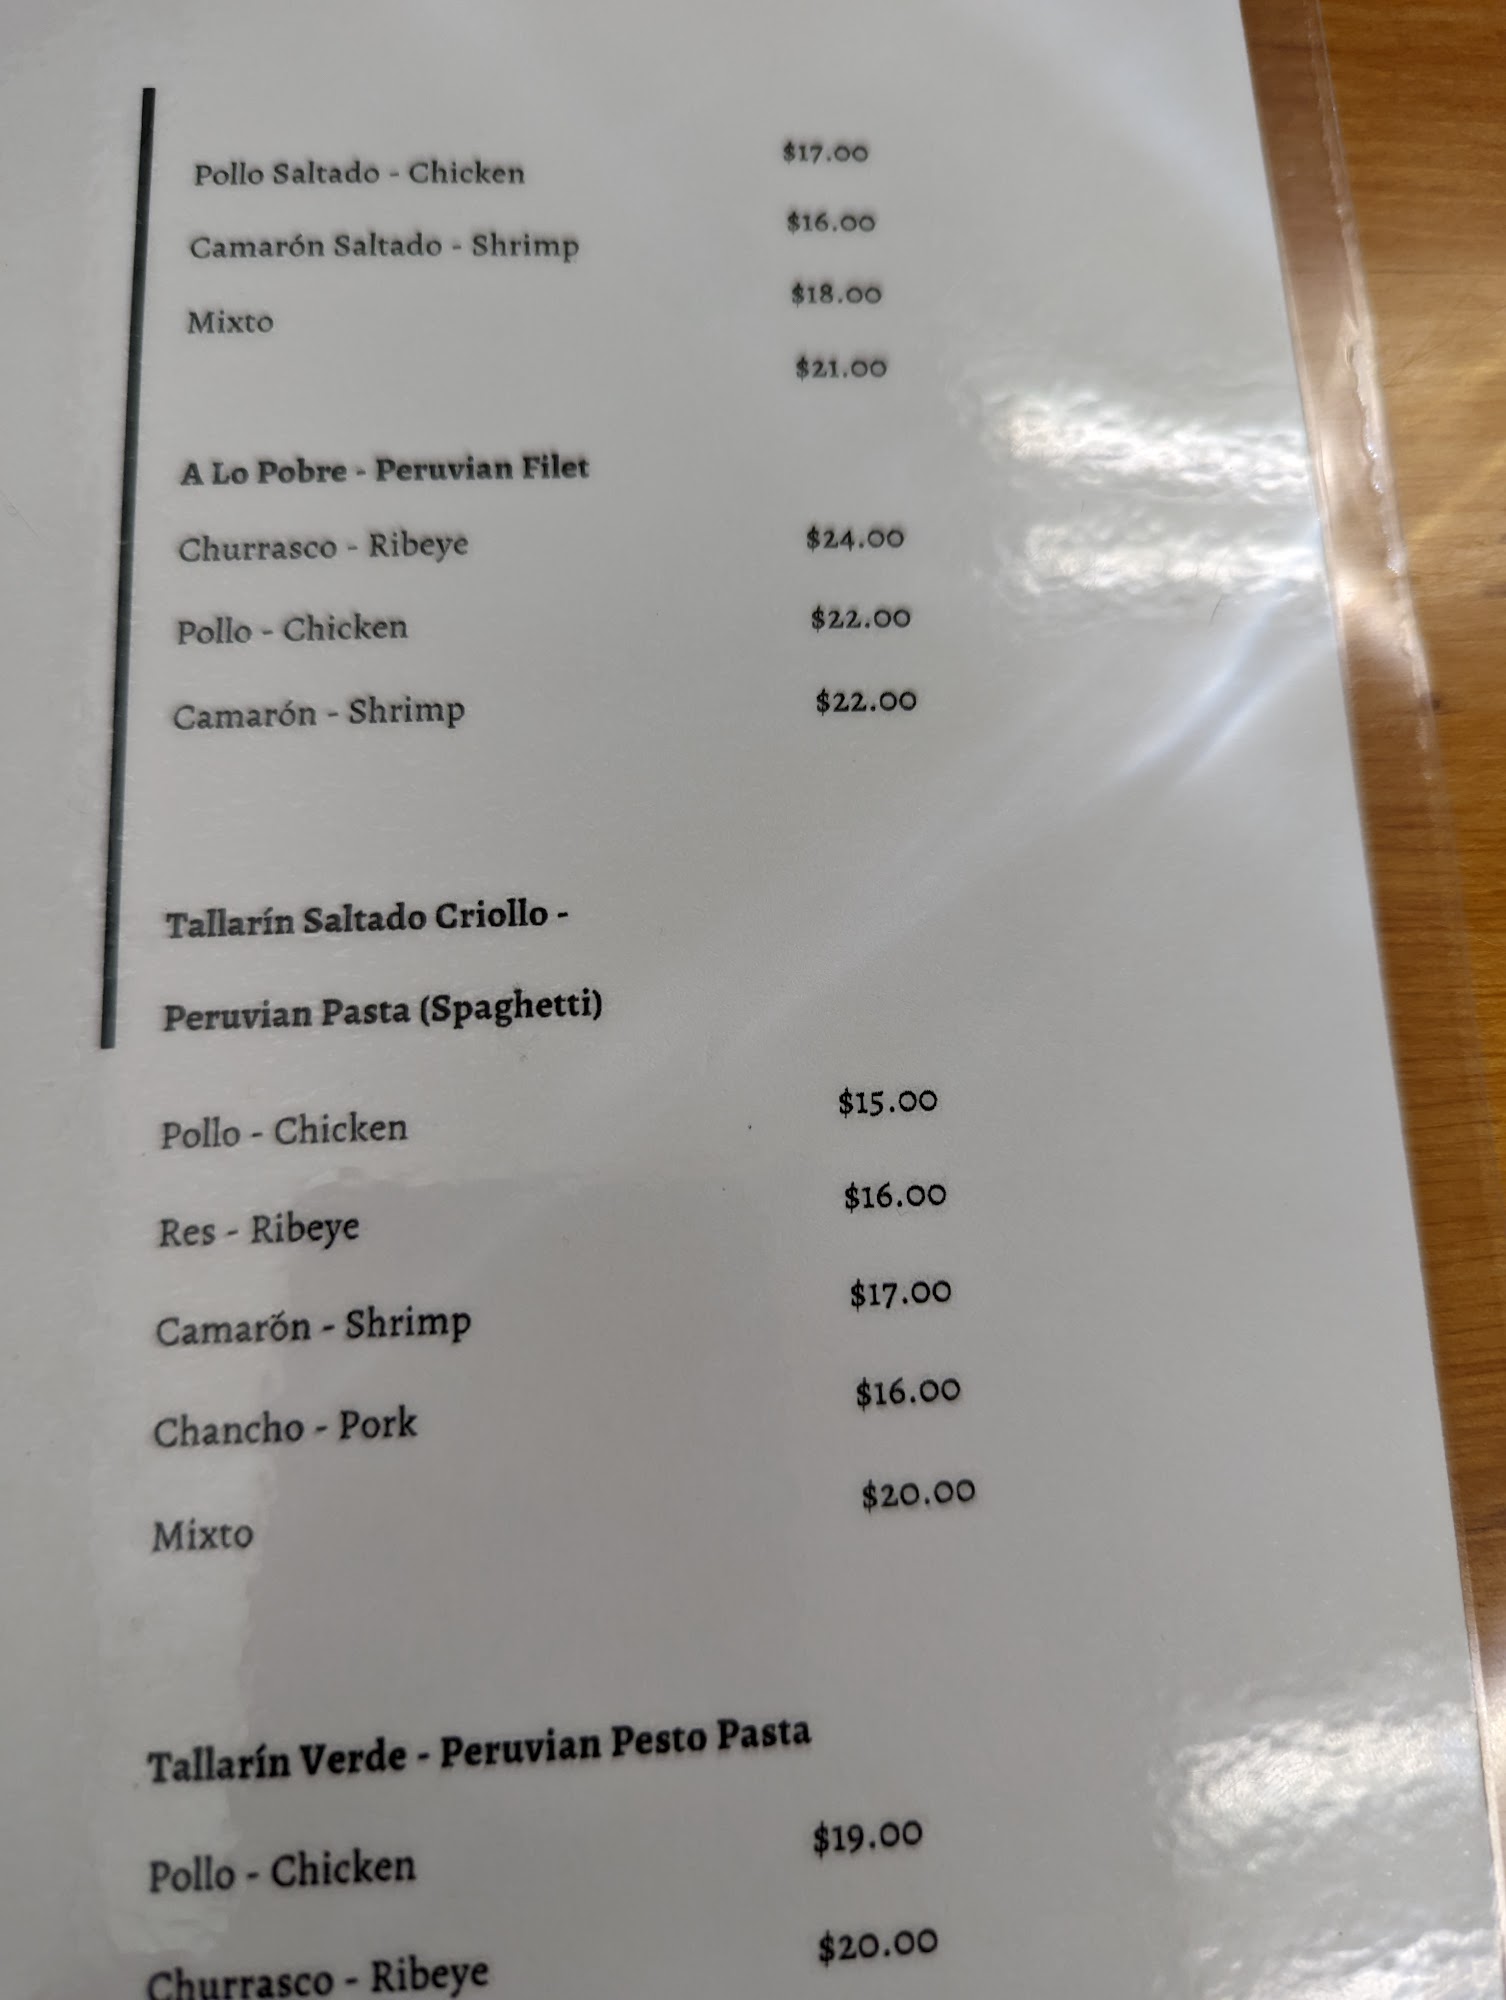 $17.00
Pollo Saltado - Chicken $16.00
Camarón Saltado - Shrimp $18.00
Mixto $21.00
A Lo Pobre - Peruvian Filet
Churrasco - Ribeye $24.00
Pollo - Chicken $22.00
Camarón - Shrimp $22.00
Tallarín Saltado Criollo -
Peruvian Pasta (Spaghetti)
Pollo - Chicken $15.00
Res - Ribeye $16.00
Camarőn - Shrimp $17.00
Chancho - Pork $16.00
Mixto $20.00
Tallarín Verde - Peruvian Pesto Pasta
Pollo - Chicken $19.00
Churrasco - Ribeye $20.00